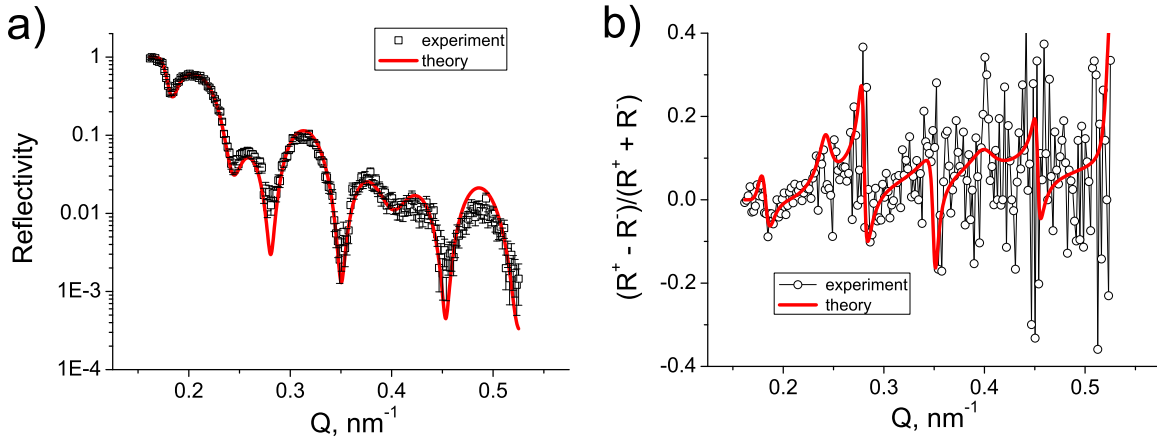 a)
experiment
theory
1
0.1
0.01
1E-3
1E-4
Reflectivity
0.2
0.3
0.4
0.5
Q, nm⁻¹
b)
0.4
0.2
0.0
-0.2
-0.4
(R⁺ - R⁻)/(R⁺ + R⁻)
experiment
theory
0.2
0.3
0.4
0.5
Q, nm⁻¹